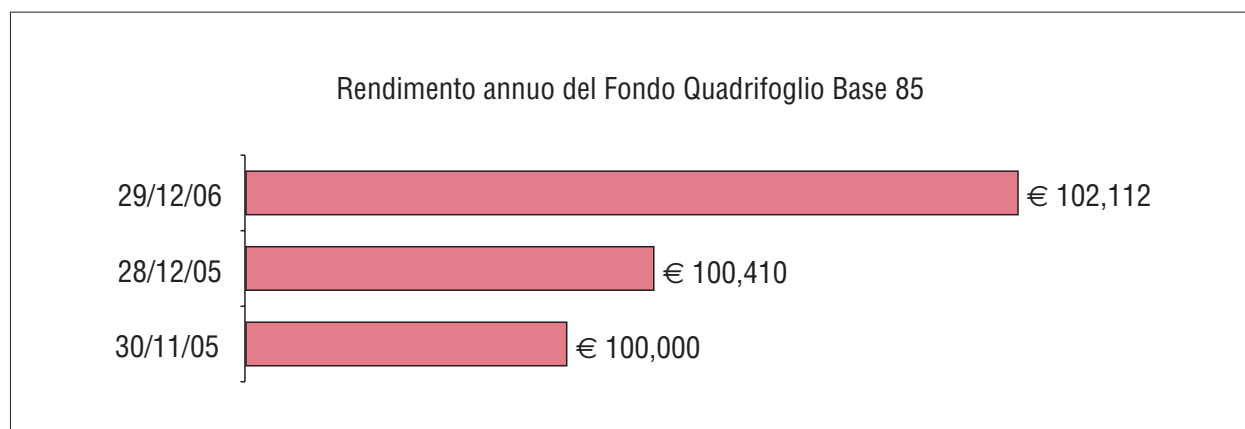 Rendimento annuo del Fondo Quadrifoglio Base 85
29/12/06 € 102,112
28/12/05 € 100,410
30/11/05 € 100,000